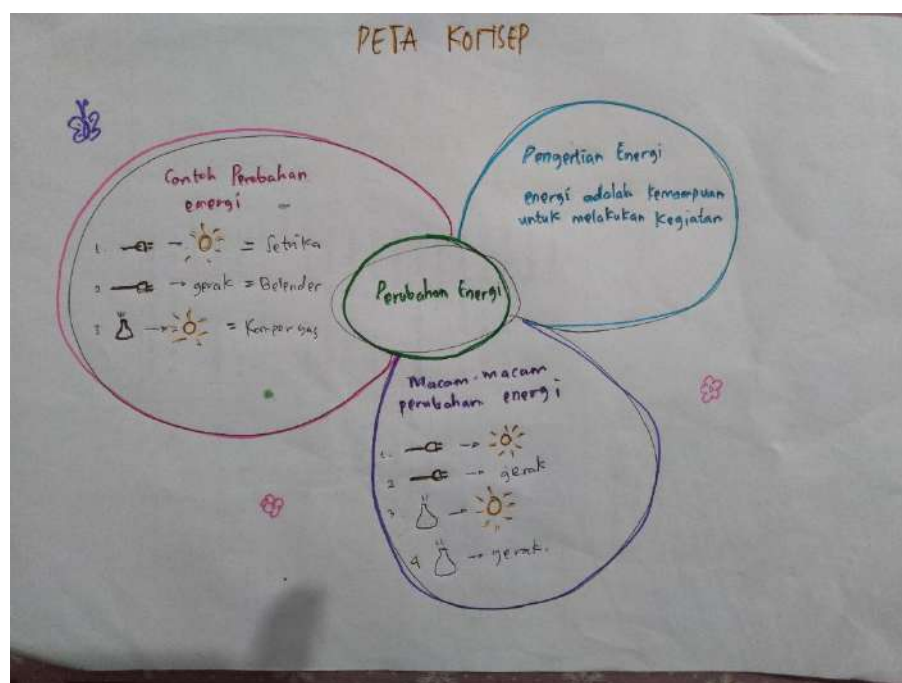 PETA KONSEP
Contoh Perubahan
energi
1. → = Setrika
2 → gerak = Belender
3 → = Kompor gas
Pengertian Energi
energi adalah kemampuan
untuk melakukan kegiatan
Perubahan Energi
Macam-macam
perubahan energi
1. →
2 → gerak
3 →
4 → gerak.